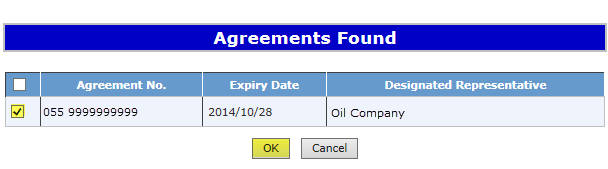 Agreements Found
Agreement No. Expiry Date Designated Representative
055 9999999999 2014/10/28 Oil Company
OK Cancel